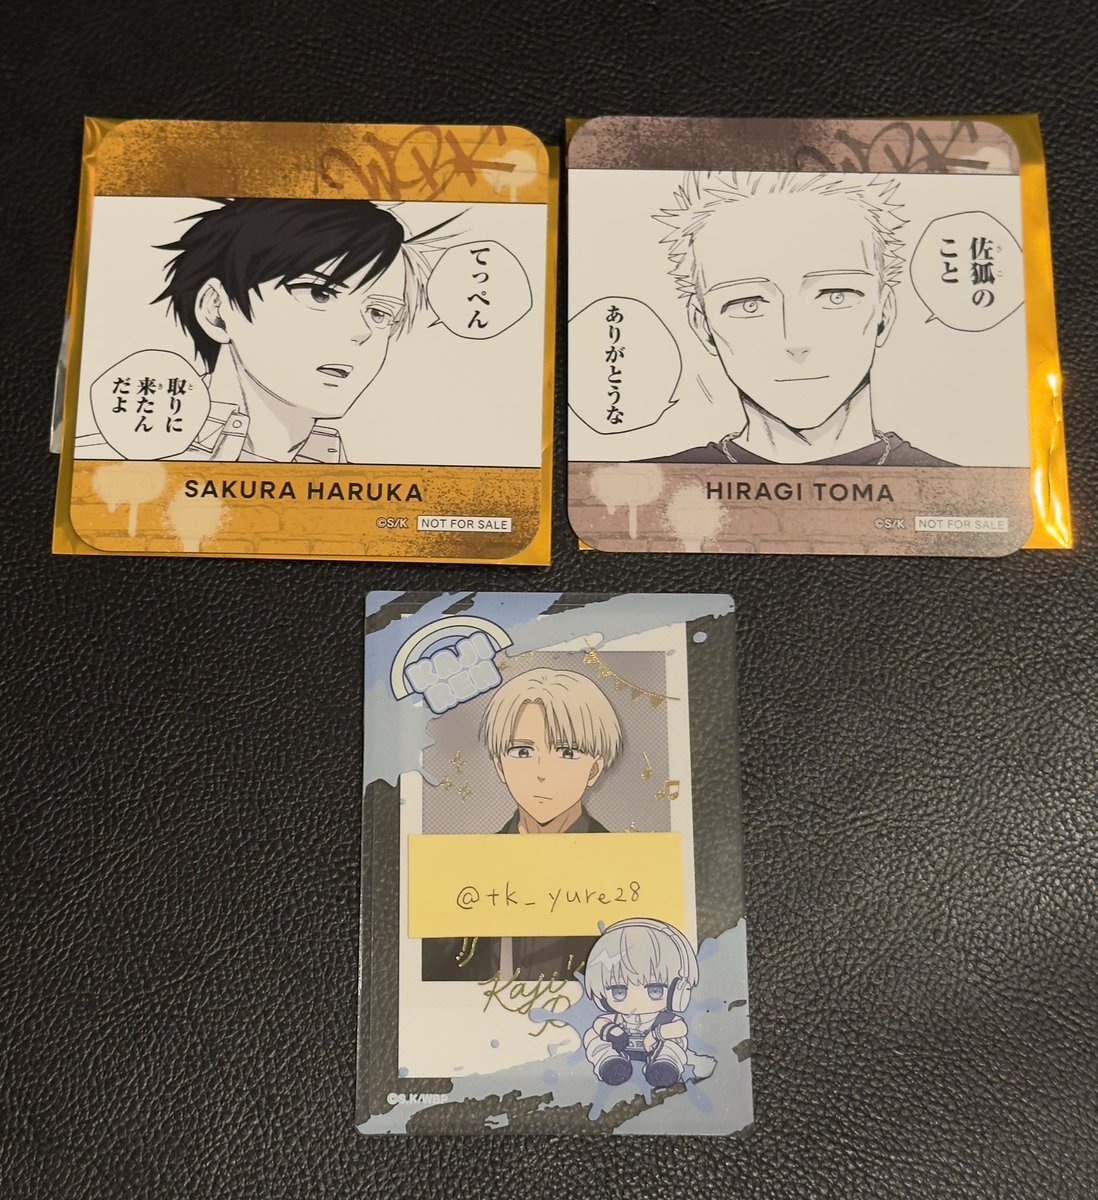 WBK
てっぺん
取りに
来たん
だよ
SAKURA HARUKA
©S/K NOT FOR SALE
WBK
佐狐の
こと
ありがとうな
HIRAGI TOMA
©S/K NOT FOR SALE
KAJI
REN
@tk_yure28
Kaji
R
©S.K/WBP